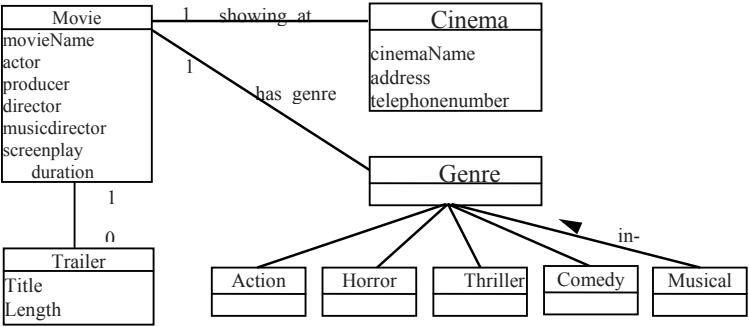 Movie
movieName
actor
producer
director
musicdirector
screenplay
duration
1 showing at
Cinema
cinemaName
address
telephonenumber
1
has genre
Genre
1
0
in-
Trailer
Title
Length
Action
Horror
Thriller
Comedy
Musical